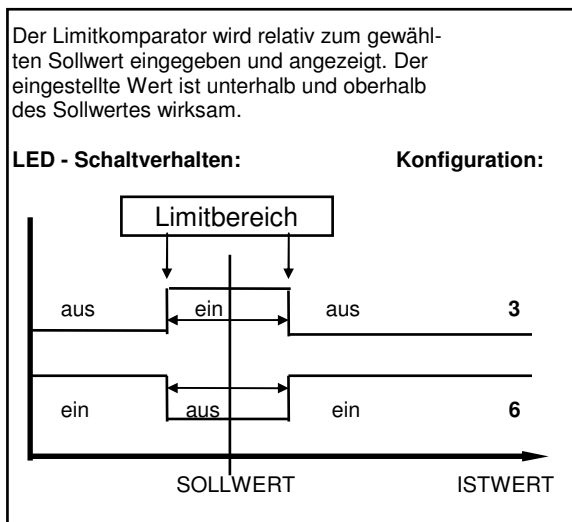 Der Limitkomparator wird relativ zum gewähl-
ten Sollwert eingegeben und angezeigt. Der
eingestellte Wert ist unterhalb und oberhalb
des Sollwertes wirksam.
LED - Schaltverhalten: Konfiguration:
Limitbereich
aus ein aus 3
ein aus ein 6
SOLLWERT ISTWERT